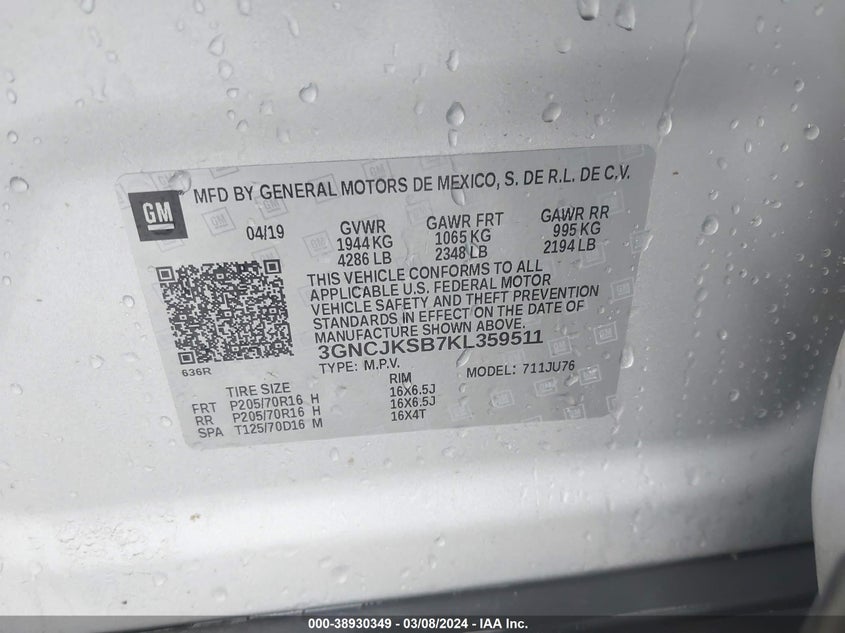 GM
MFD BY GENERAL MOTORS DE MEXICO, S. DE R.L. DE C.V.
04/19 GVWR GAWR FRT GAWR RR
1944 KG 1065 KG 995 KG
4286 LB 2348 LB 2194 LB
THIS VEHICLE CONFORMS TO ALL
APPLICABLE U.S. FEDERAL MOTOR
VEHICLE SAFETY AND THEFT PREVENTION
STANDARDS IN EFFECT ON THE DATE OF
MANUFACTURE SHOWN ABOVE.
3GNCJKSB7KL359511
636R
TYPE: M.P.V. MODEL: 711JU76
TIRE SIZE RIM
FRT P205/70R16 H 16X6.5J
RR P205/70R16 H 16X6.5J
SPA T125/70D16 M 16X4T
000-38930349 - 03/08/2024 - IAA Inc.